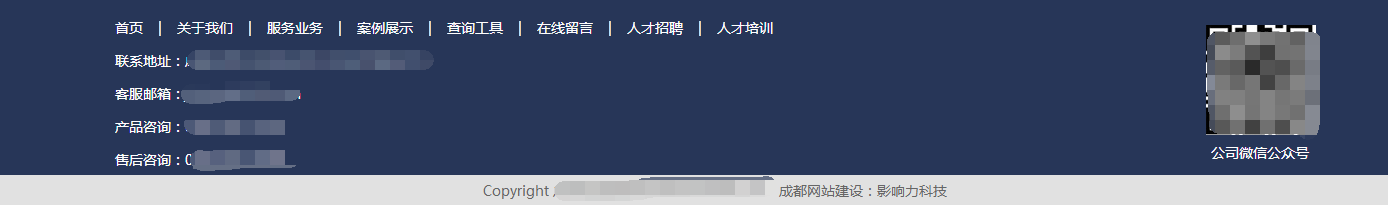 首页 | 关于我们 | 服务业务 | 案例展示 | 查询工具 | 在线留言 | 人才招聘 | 人才培训
联系地址：
客服邮箱：
产品咨询：
售后咨询：0
公司微信公众号
Copyright 成都网站建设：影响力科技